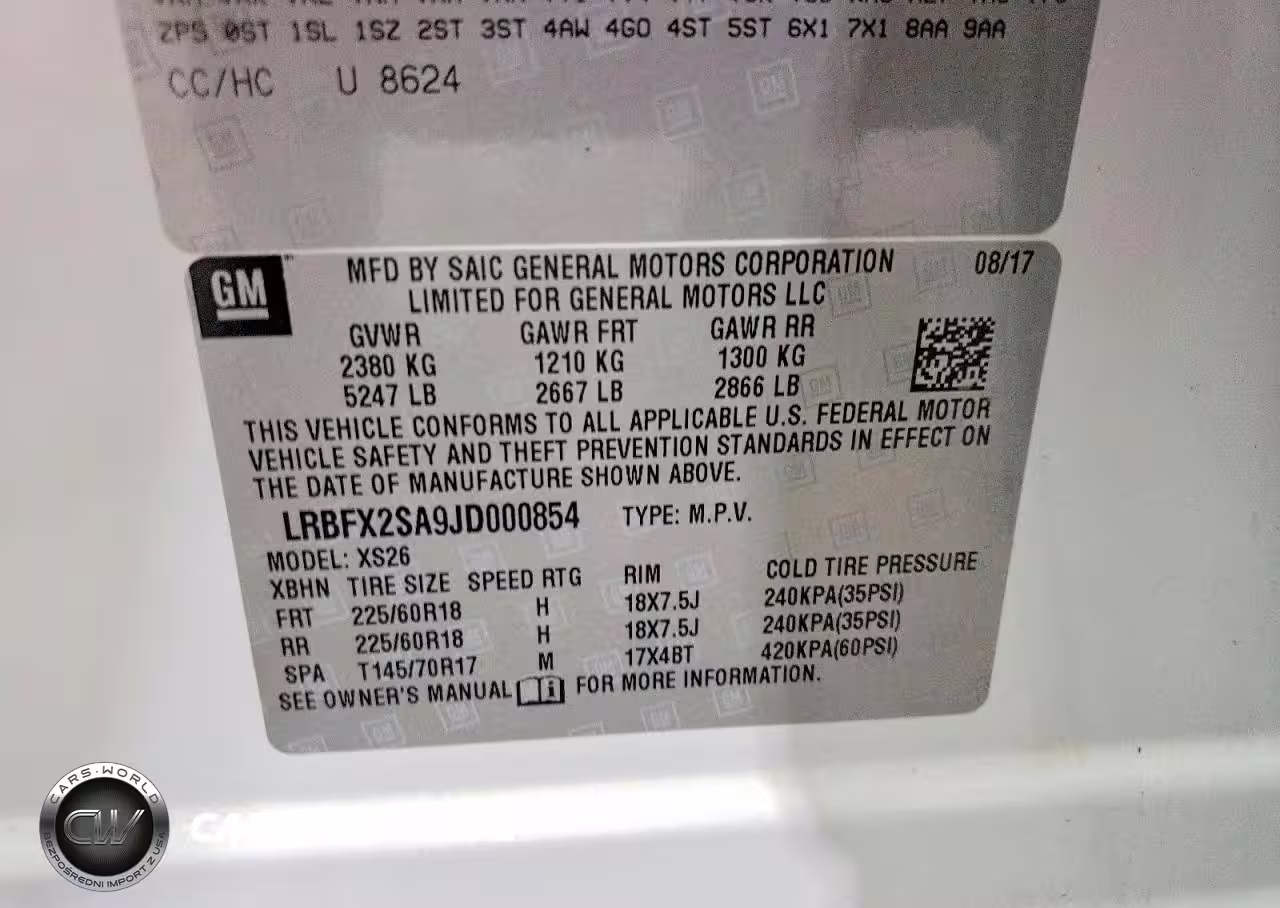 ZPS 0ST 1SL 1SZ 2ST 3ST 4AW 4GO 4ST 5ST 6X1 7X1 8AA 9AA
CC/HC U 8624
GM
MFD BY SAIC GENERAL MOTORS CORPORATION 08/17
LIMITED FOR GENERAL MOTORS LLC
GVWR GAWR FRT GAWR RR
2380 KG 1210 KG 1300 KG
5247 LB 2667 LB 2866 LB
THIS VEHICLE CONFORMS TO ALL APPLICABLE U.S. FEDERAL MOTOR
VEHICLE SAFETY AND THEFT PREVENTION STANDARDS IN EFFECT ON
THE DATE OF MANUFACTURE SHOWN ABOVE.
LRBFX2SA9JD000854 TYPE: M.P.V.
MODEL: XS26
XBHN TIRE SIZE SPEED RTG RIM COLD TIRE PRESSURE
FRT 225/60R18 H 18X7.5J 240KPA(35PSI)
RR 225/60R18 H 18X7.5J 240KPA(35PSI)
SPA T145/70R17 M 17X4BT 420KPA(60PSI)
SEE OWNER'S MANUAL FOR MORE INFORMATION.
CARS-WORLD
CW
BEZPOŚREDNI IMPORT Z USA